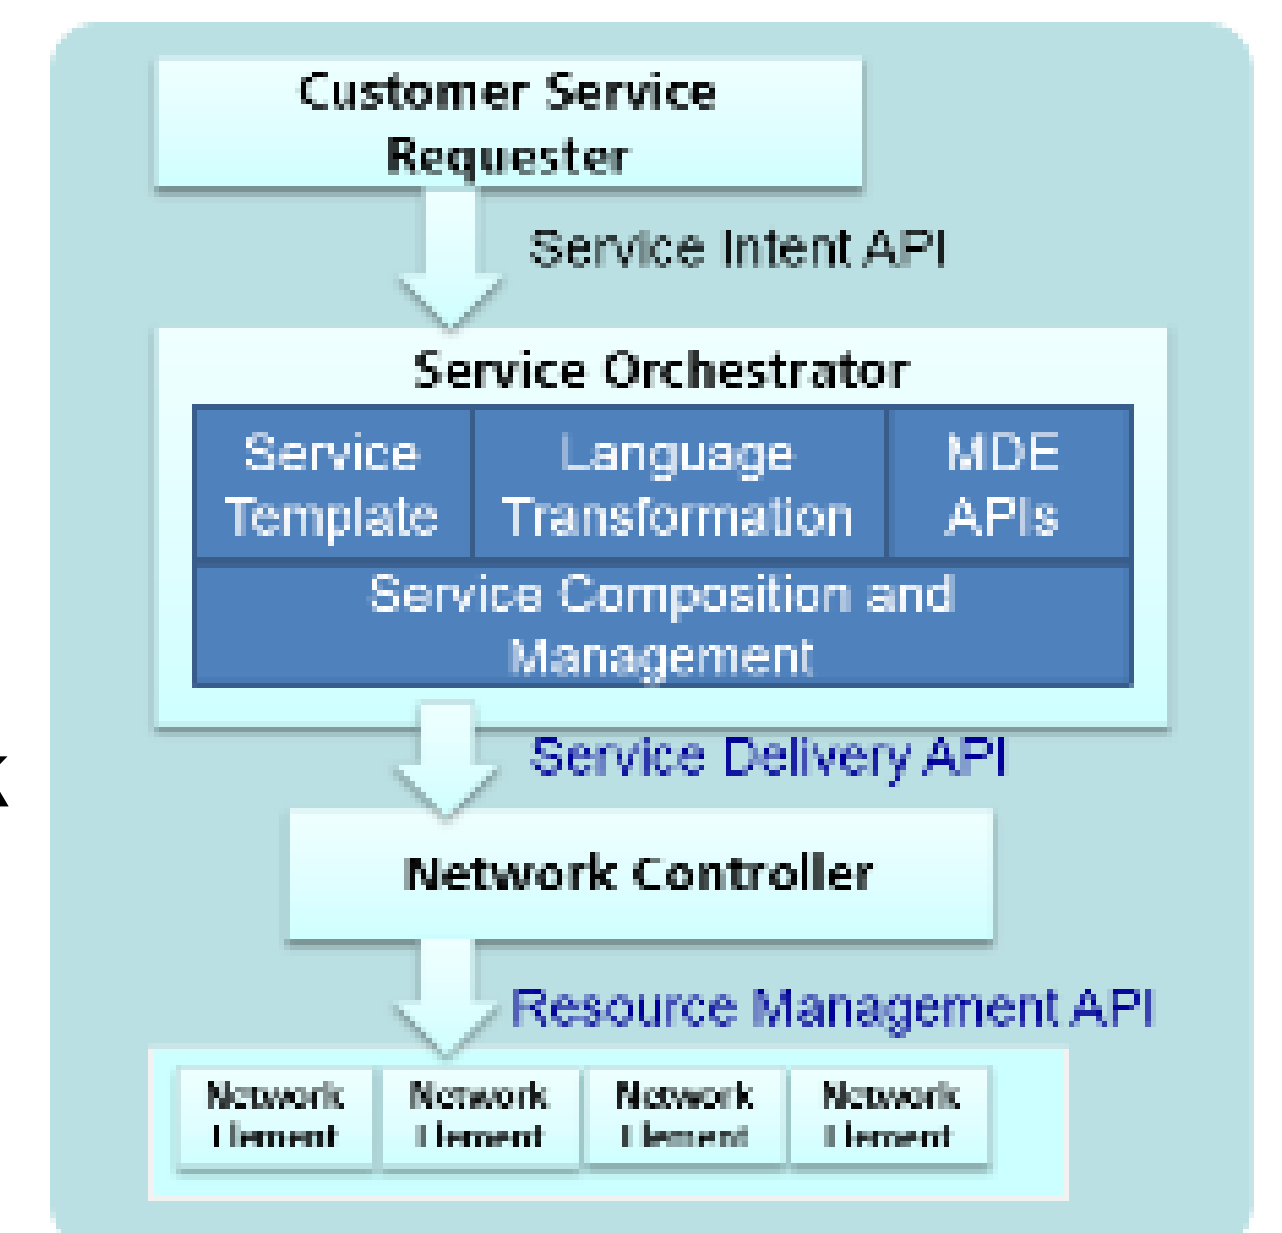 Customer Service
Requester
Service Intent API
Service Orchestrator
Service
Template
Language
Transformation
MDE
APIs
Service Composition and
Management
k
Service Delivery API
Network Controller
Resource Management API
Network
Element
Network
Element
Network
Element
Network
Element